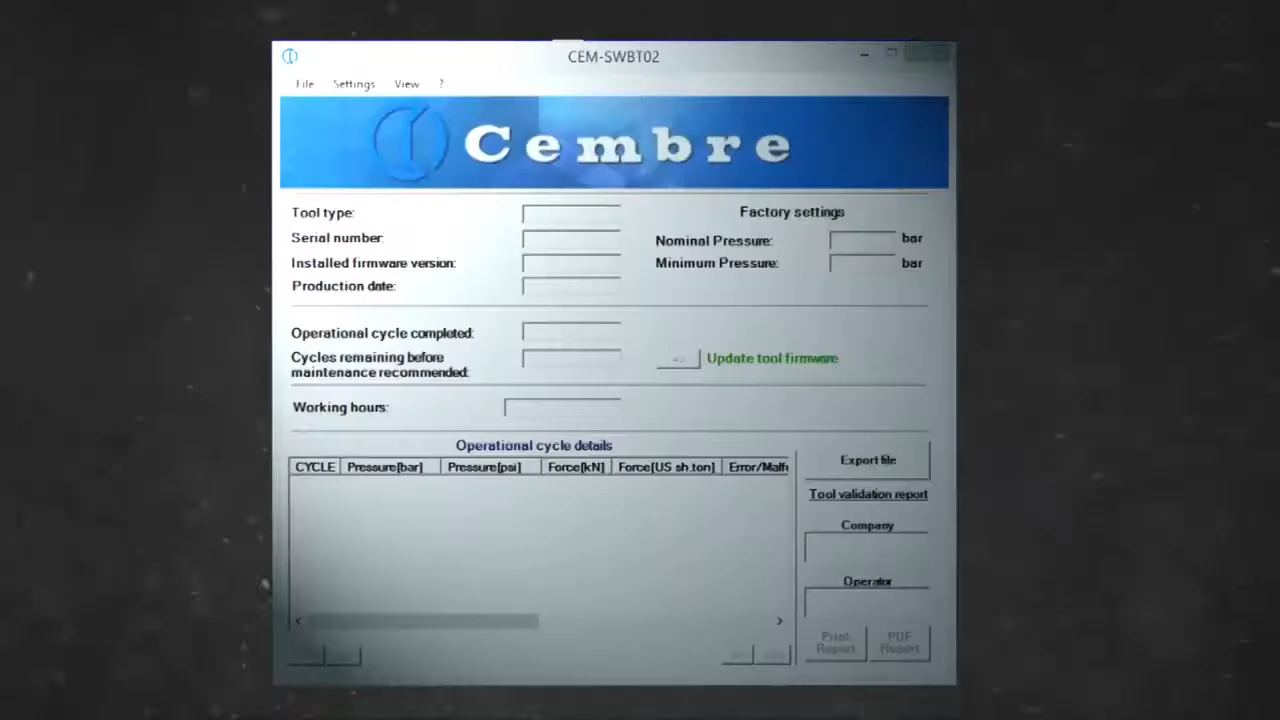 CEM-SWBT02
File Settings View ?
Cembre
Tool type:
Serial number:
Installed firmware version:
Production date:
Factory settings
Nominal Pressure: bar
Minimum Pressure: bar
Operational cycle completed:
Cycles remaining before
maintenance recommended:
=> Update tool firmware
Working hours:
Operational cycle details
CYCLE Pressure[bar] Pressure[psi] Force[kN] Force[US sh.ton] Error/Malf
Export file
Tool validation report
Company
Operator
Print
Report
PDF
Report